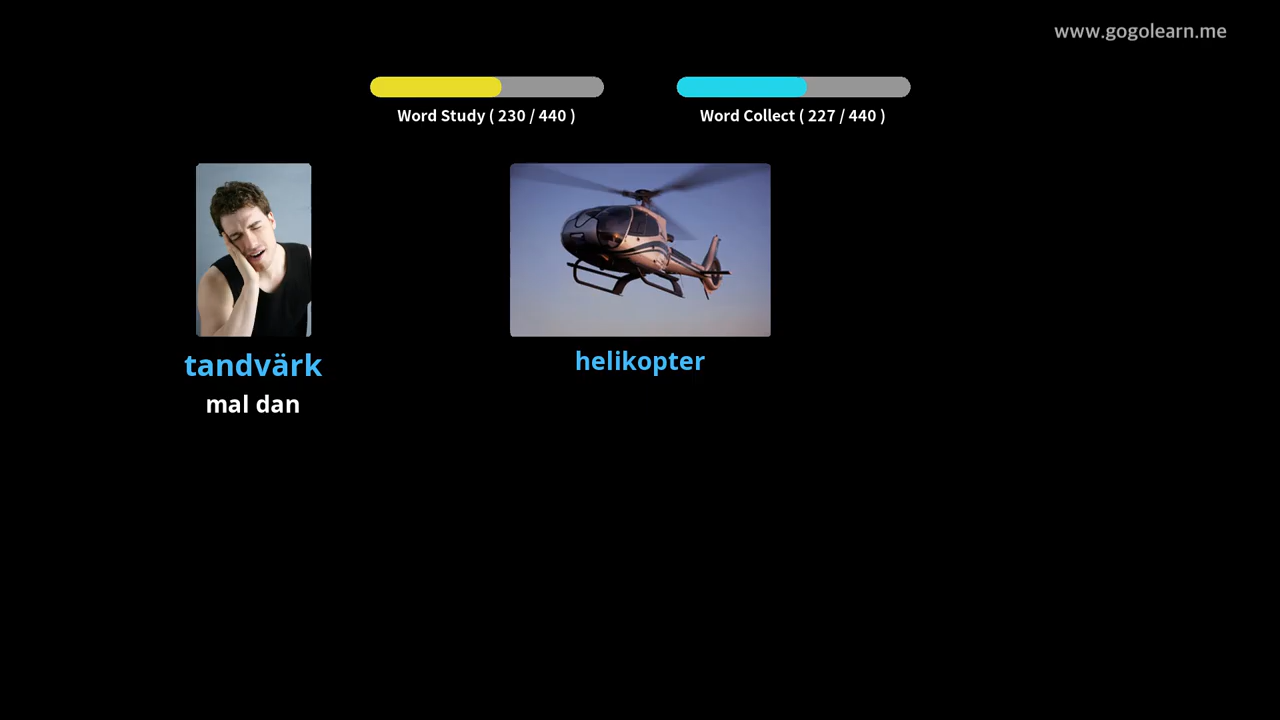 www.gogolearn.me
Word Study ( 230 / 440 )
Word Collect ( 227 / 440 )
tandvärk
mal dan
helikopter